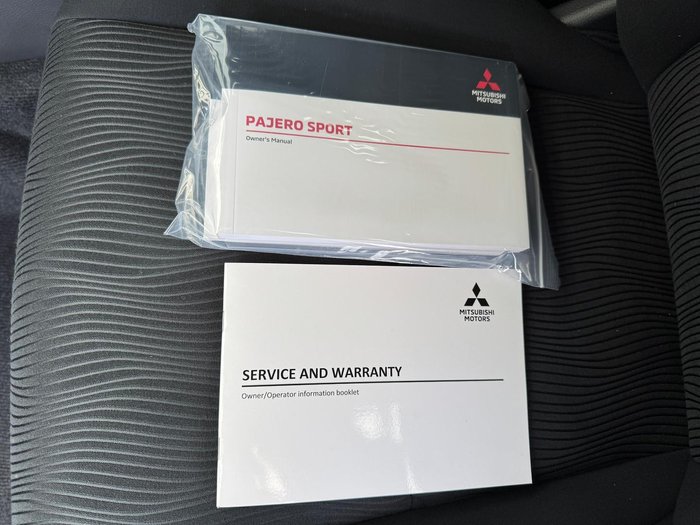 MITSUBISHI
MOTORS
PAJERO SPORT
Owner's Manual
MITSUBISHI
MOTORS
SERVICE AND WARRANTY
Owner/Operator information booklet